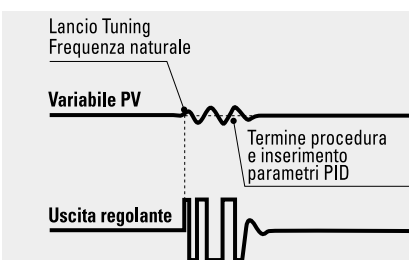 Lancio Tuning
Frequenza naturale
Variabile PV
Termine procedura
e inserimento
parametri PID
Uscita regolante